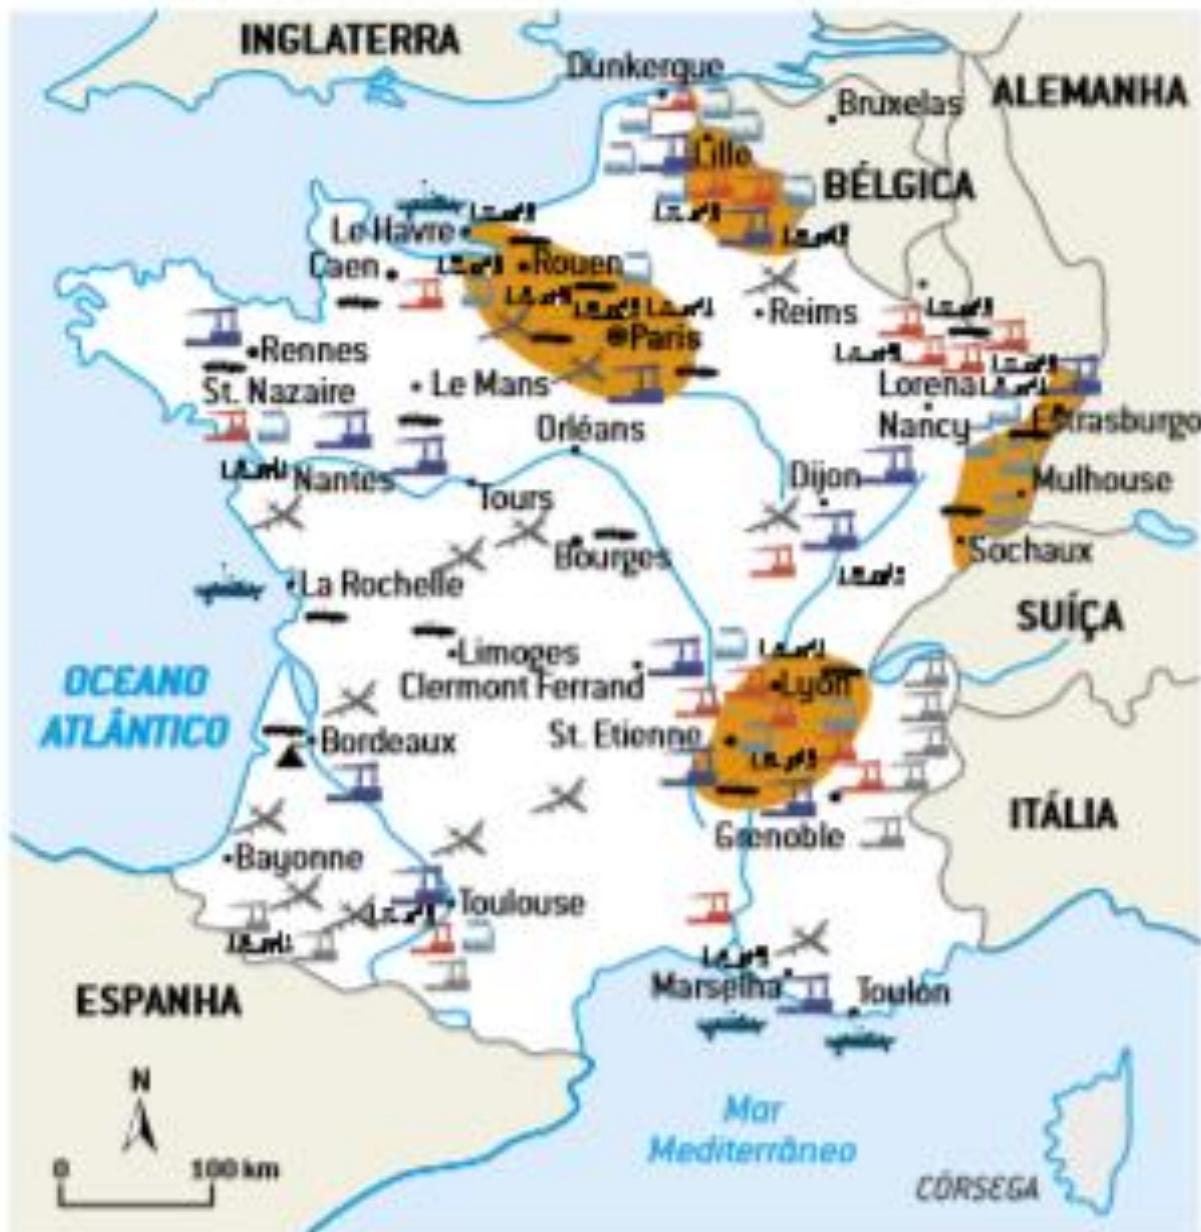 INGLATERRA
Dunkerque
ALEMANHA
Bruxelas
Lille
BÉLGICA
Le Havre
Caen
Rouen
Reims
Paris
Rennes
Le Mans
Lorena
St. Nazaire
Nancy
Estrasburgo
Orléans
Nantes
Tours
Dijon
Mulhouse
Bourges
Sochaux
La Rochelle
SUÍÇA
Limoges
OCEANO
ATLÂNTICO
Clermont Ferrand
Lyon
St. Etienne
Bordeaux
ITÁLIA
Grenoble
Bayonne
Toulouse
Marselha
Toulon
ESPANHA
N
Mar
Mediterrâneo
0 100 km
CÓRSEGA